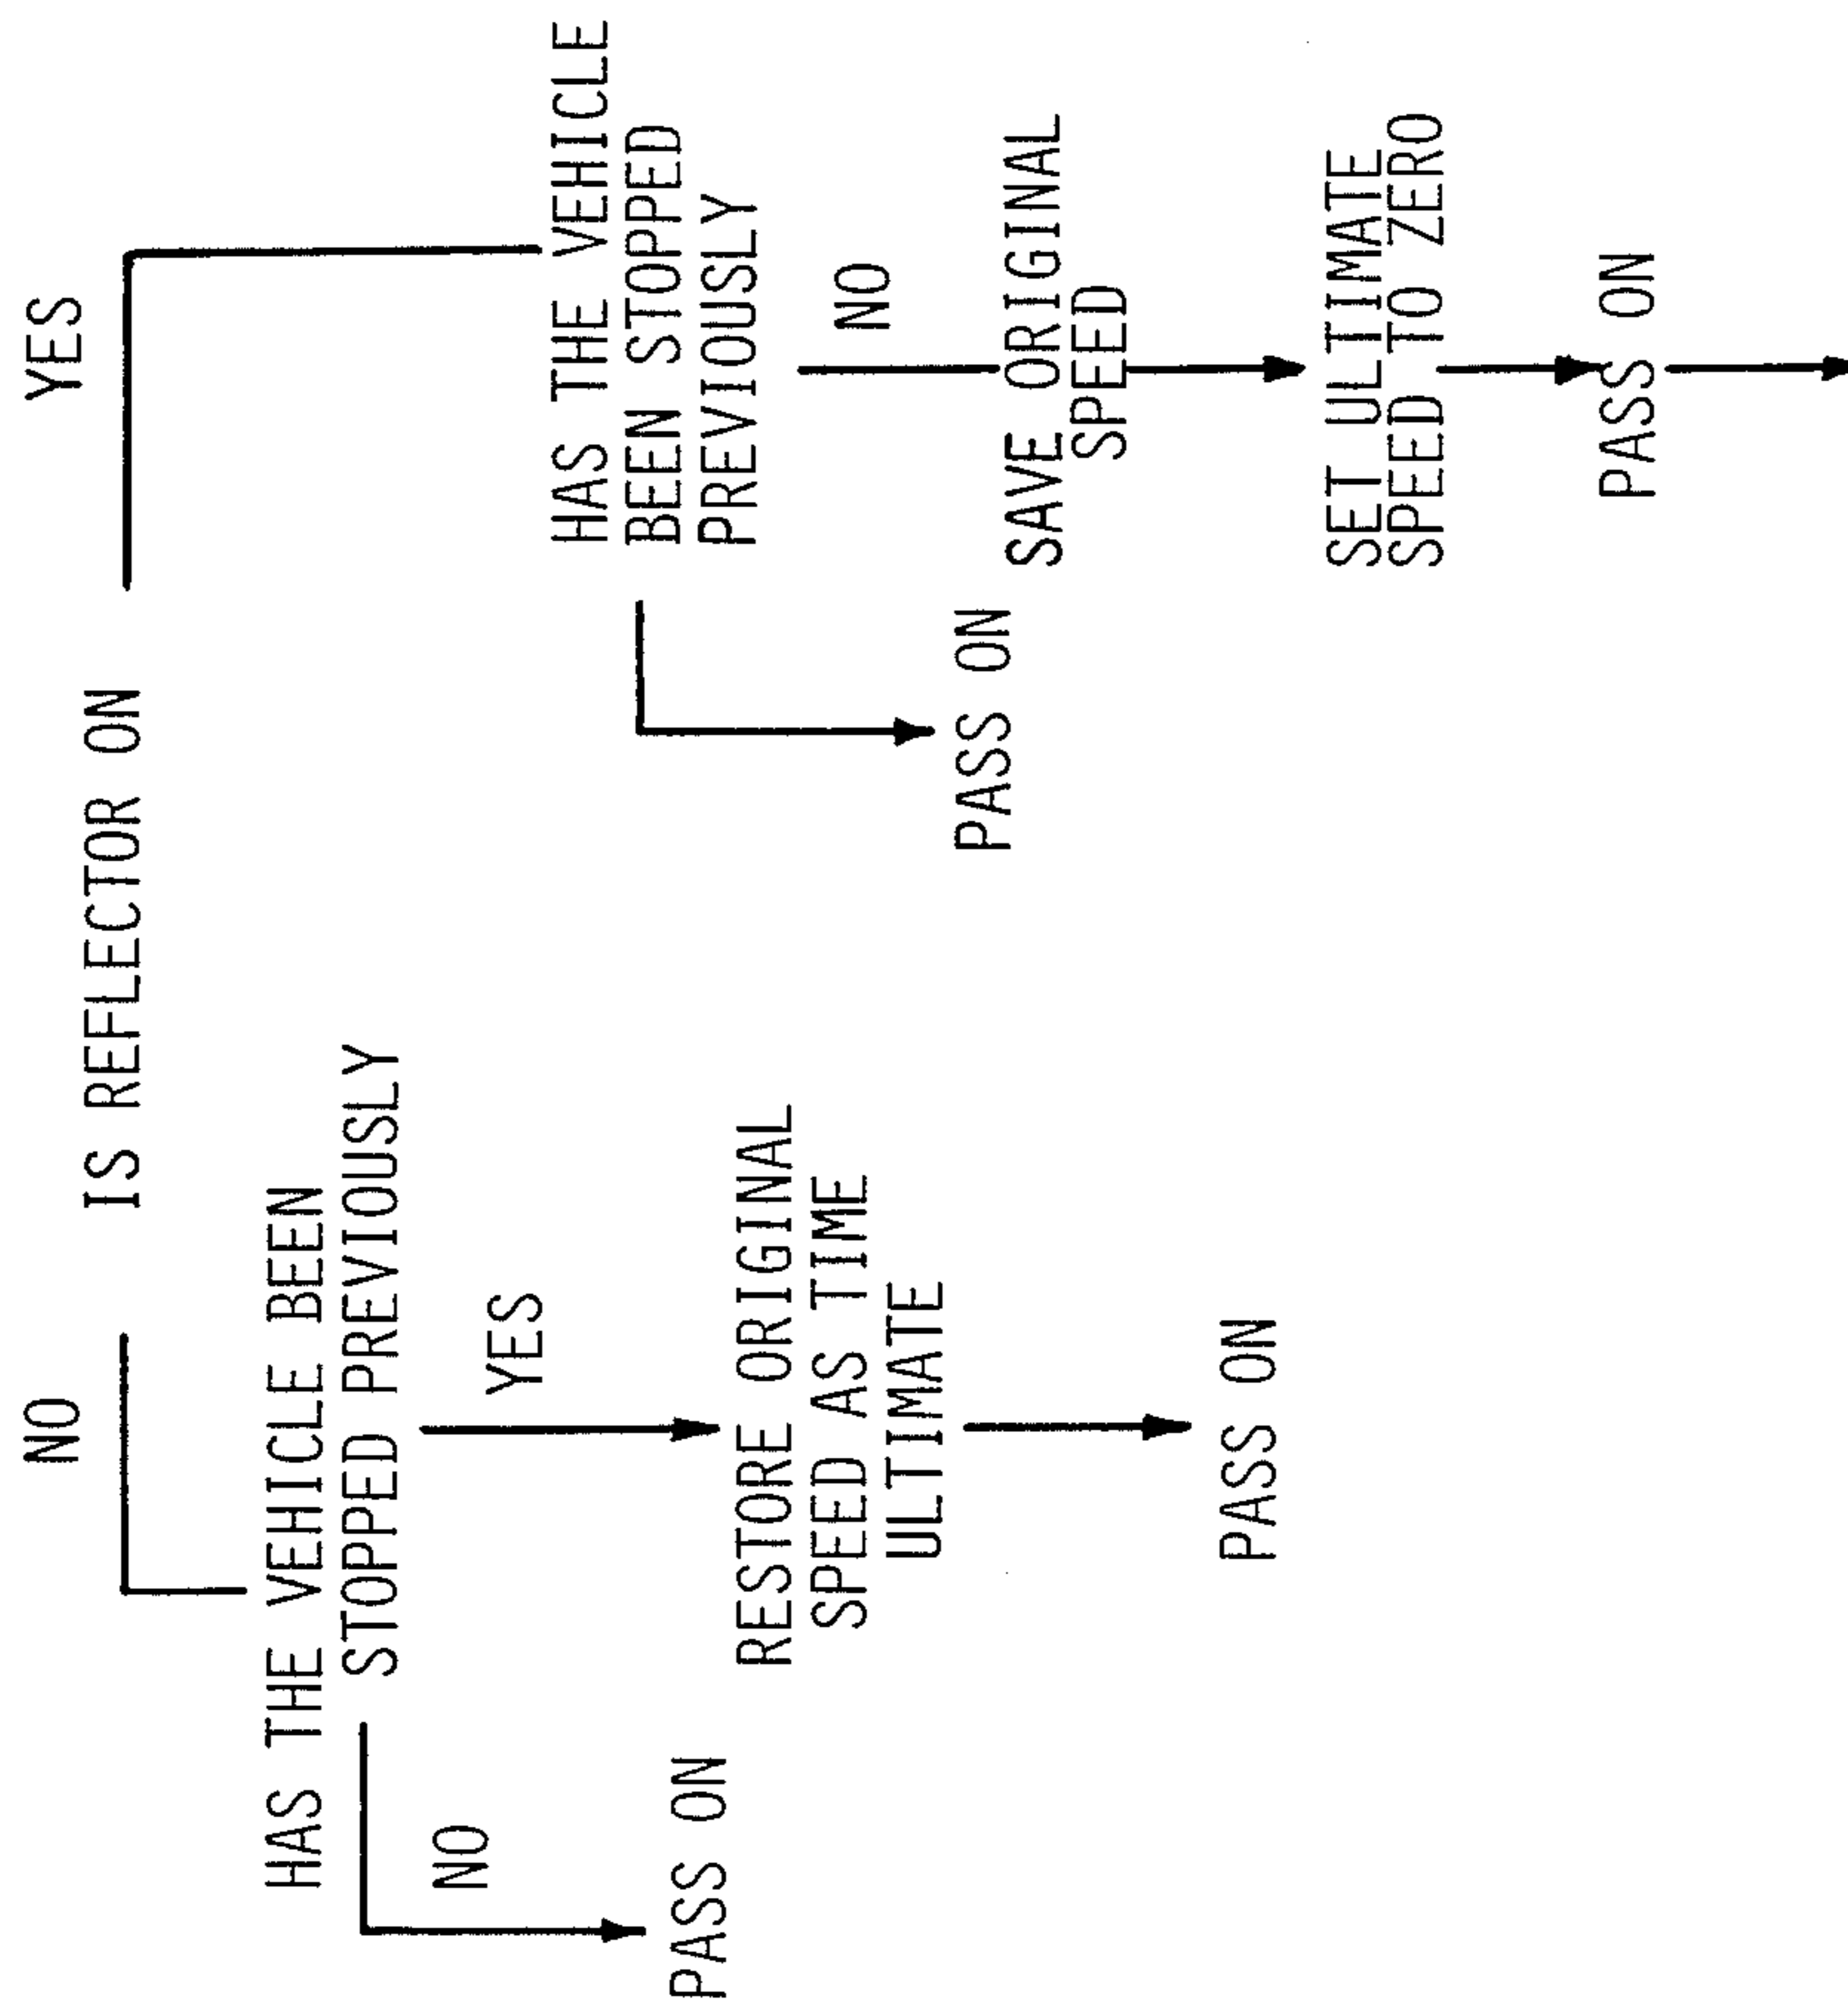 NO
YES
IS REFLECTOR ON
HAS THE VEHICLE BEEN
STOPPED PREVIOUSLY
NO
YES
PASS ON
RESTORE ORIGINAL
SPEED AS TIME
ULTIMATE
PASS ON
HAS THE VEHICLE
BEEN STOPPED
PREVIOUSLY
NO
PASS ON
SAVE ORIGINAL
SPEED
SET ULTIMATE
SPEED TO ZERO
PASS ON